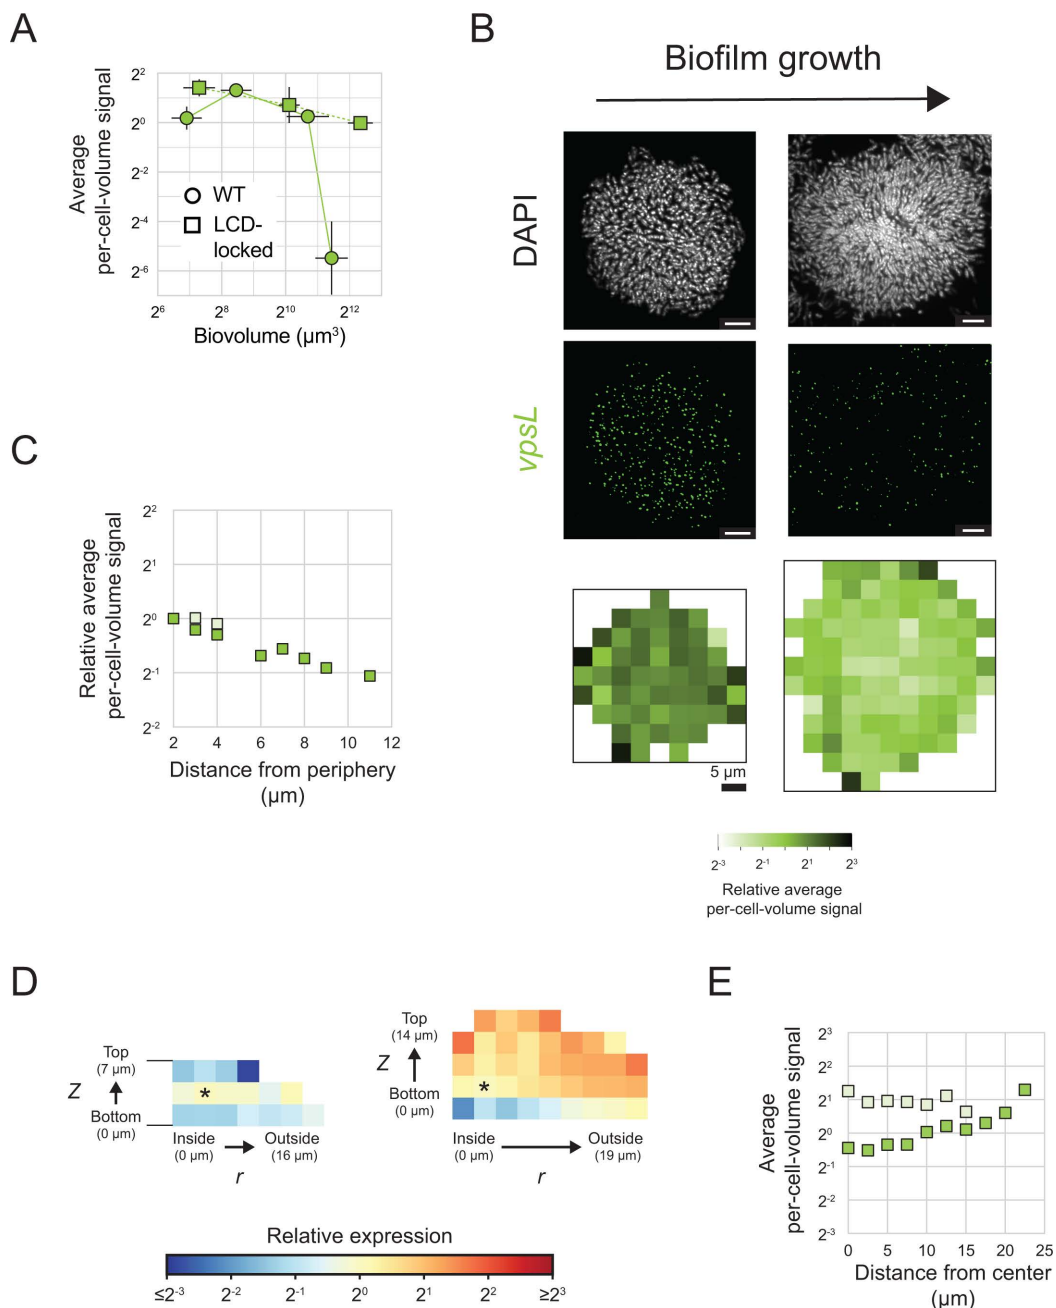 A
Average
per-cell-volume signal
2²
2⁰
2⁻²
2⁻⁴
2⁻⁶
WT
LCD-
locked
2⁶ 2⁸ 2¹⁰ 2¹²
Biovolume (µm³)
B
Biofilm growth
DAPI
vpsL
5 µm
2⁻³ 2⁻¹ 2¹ 2³
Relative average
per-cell-volume signal
C
Relative average
per-cell-volume signal
2²
2¹
2⁰
2⁻¹
2⁻²
2 4 6 8 10 12
Distance from periphery
(µm)
D
Top
(7 µm)
Z
Bottom
(0 µm)
*
Inside
(0 µm)
Outside
(16 µm)
r
Top
(14 µm)
Z
Bottom
(0 µm)
*
Inside
(0 µm)
Outside
(19 µm)
r
Relative expression
≤2⁻³ 2⁻² 2⁻¹ 2⁰ 2¹ 2² ≥2³
E
Average
per-cell-volume signal
2³
2²
2¹
2⁰
2⁻¹
2⁻²
2⁻³
0 5 10 15 20 25
Distance from center
(µm)